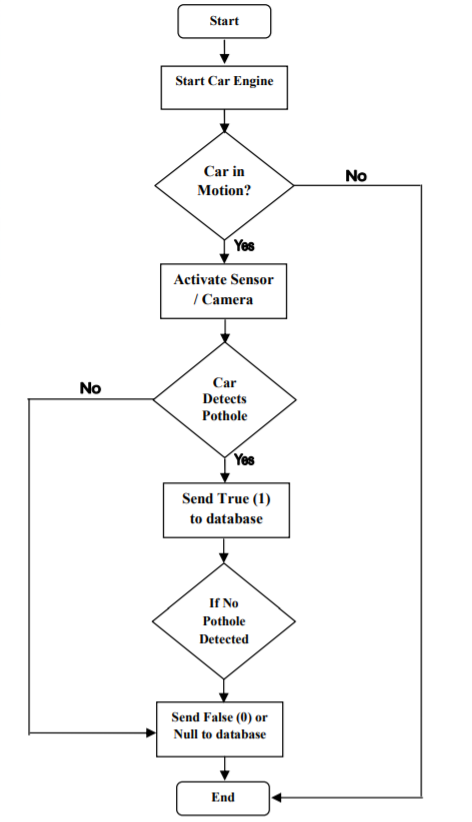 Start
Start Car Engine
Car in
Motion?
No
Yes
Activate Sensor
/ Camera
Car
Detects
Pothole
No
Yes
Send True (1)
to database
If No
Pothole
Detected
Send False (0) or
Null to database
End